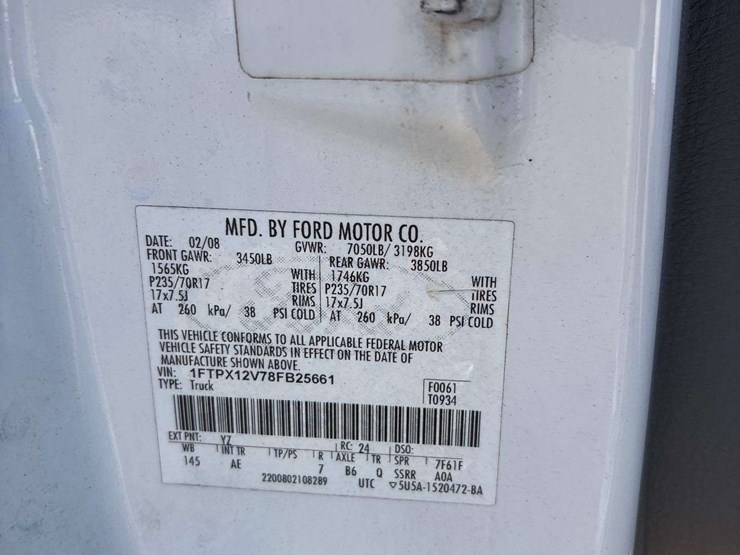 MFD. BY FORD MOTOR CO.
DATE: 02/08 GVWR: 7050LB/ 3198KG
FRONT GAWR: 3450LB REAR GAWR: 3850LB
1565KG WITH 1746KG WITH
P235/70R17 TIRES P235/70R17 TIRES
17x7.5J RIMS 17x7.5J RIMS
AT 260 kPa/ 38 PSI COLD AT 260 kPa/ 38 PSI COLD
THIS VEHICLE CONFORMS TO ALL APPLICABLE FEDERAL MOTOR
VEHICLE SAFETY STANDARDS IN EFFECT ON THE DATE OF
MANUFACTURE SHOWN ABOVE.
VIN: 1FTPX12V78FB25661
TYPE: Truck
F0061
T0934
EXT PNT: YZ RC: 24 DSO:
WB INT TR TP/PS R AXLE TR SPR 7F61F
145 AE 7 B6 Q SSRR A0A
2200802108289 UTC ▽5U5A-1520472-BA